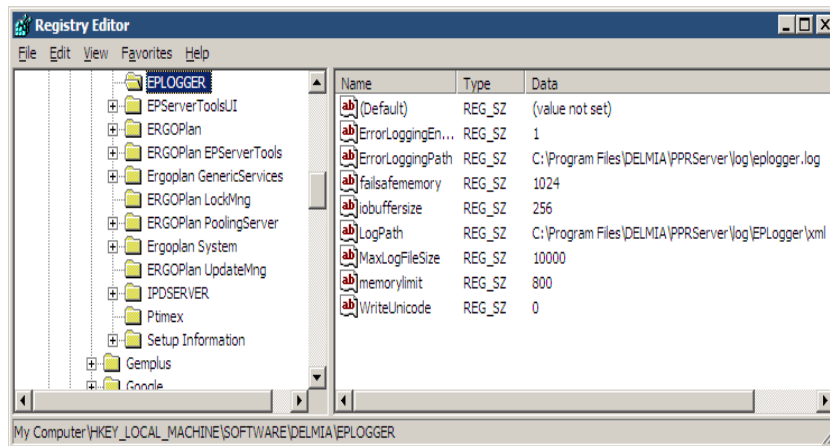 Registry Editor
File Edit View Favorites Help
EPLOGGER
EPServerToolsUI
ERGOPlan
ERGOPlan EPServerTools
Ergoplan GenericServices
ERGOPlan LockMng
ERGOPlan PoolingServer
Ergoplan System
ERGOPlan UpdateMng
IPDSERVER
Ptimex
Setup Information
Gemplus
Google
Name Type Data
(Default) REG_SZ (value not set)
ErrorLoggingEn... REG_SZ 1
ErrorLoggingPath REG_SZ C:\Program Files\DELMIA\PPRServer\log\eplogger.log
failsafememory REG_SZ 1024
iobuffersize REG_SZ 256
LogPath REG_SZ C:\Program Files\DELMIA\PPRServer\log\EPLogger\xml
MaxLogFileSize REG_SZ 10000
memorylimit REG_SZ 800
WriteUnicode REG_SZ 0
My Computer\HKEY_LOCAL_MACHINE\SOFTWARE\DELMIA\EPLOGGER